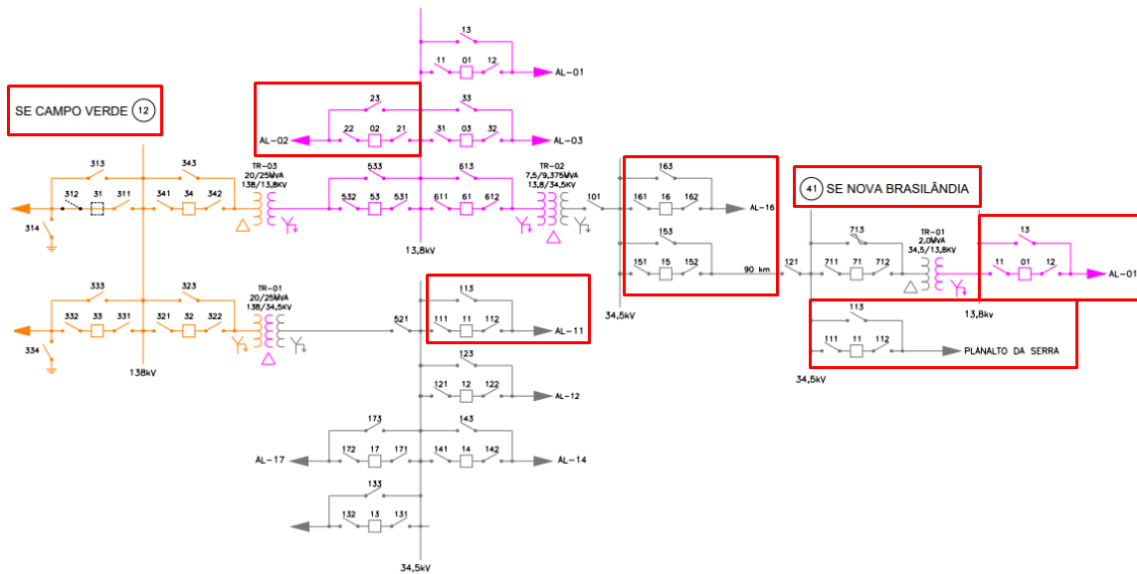 13
11 01 12
AL-01
SE CAMPO VERDE 12
23
33
22 02 21
31 03 32
AL-02
AL-03
313
343
TR-03
20/25MVA
138/13,8KV
533
613
TR-02
7,5/9,375MVA
13,8/34,5KV
163
41 SE NOVA BRASILÂNDIA
312 31 311
341 34 342
532 53 531
611 61 612
101
161 16 162
AL-16
314
13,8kV
153
713
TR-01
2,0MVA
34,5/13,8KV
13
151 15 152
90 km
121
711 71 712
11 01 12
AL-01
333
323
TR-01
20/25MVA
138/34,5KV
113
34,5kV
13,8kV
113
332 33 331
321 32 322
521
111 11 112
AL-11
111 11 112
PLANALTO DA SERRA
334
138kV
123
34,5kV
121 12 122
AL-12
173
143
172 17 171
141 14 142
AL-17
AL-14
133
132 13 131
34,5kV